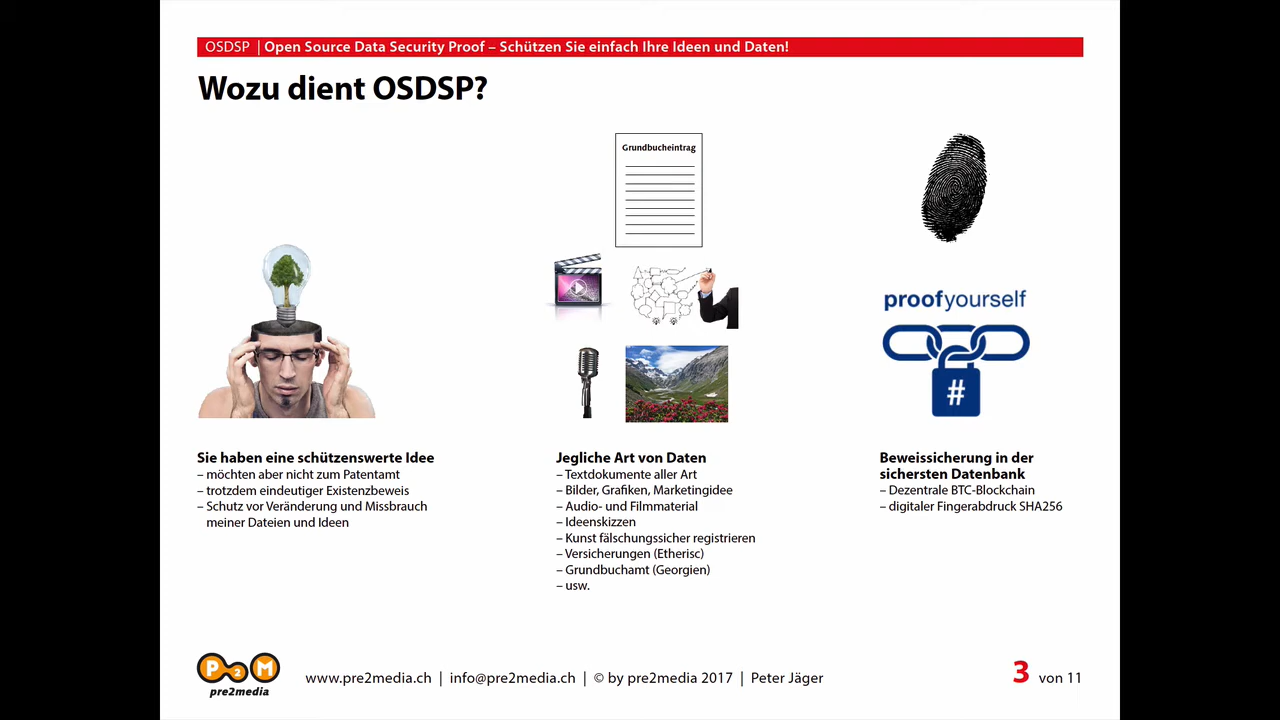 OSDSP | Open Source Data Security Proof – Schützen Sie einfach Ihre Ideen und Daten!
Wozu dient OSDSP?
Grundbucheintrag
proofyourself
#
Sie haben eine schützenswerte Idee
– möchten aber nicht zum Patentamt
– trotzdem eindeutiger Existenzbeweis
– Schutz vor Veränderung und Missbrauch
meiner Dateien und Ideen
Jegliche Art von Daten
– Textdokumente aller Art
– Bilder, Grafiken, Marketingidee
– Audio- und Filmmaterial
– Ideenskizzen
– Kunst fälschungssicher registrieren
– Versicherungen (Etherisc)
– Grundbuchamt (Georgien)
– usw.
Beweissicherung in der
sichersten Datenbank
– Dezentrale BTC-Blockchain
– digitaler Fingerabdruck SHA256
P2M
pre2media
www.pre2media.ch | info@pre2media.ch | © by pre2media 2017 | Peter Jäger
3 von 11